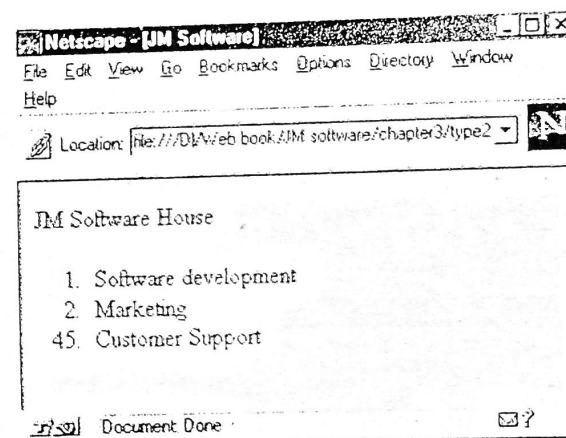 Netscape - [JM Software]
File Edit View Go Bookmarks Options Directory Window
Help
Location: file:///D|/Web book/JM software/chapter3/type2
N
JM Software House
1. Software development
2. Marketing
45. Customer Support
Document Done
?